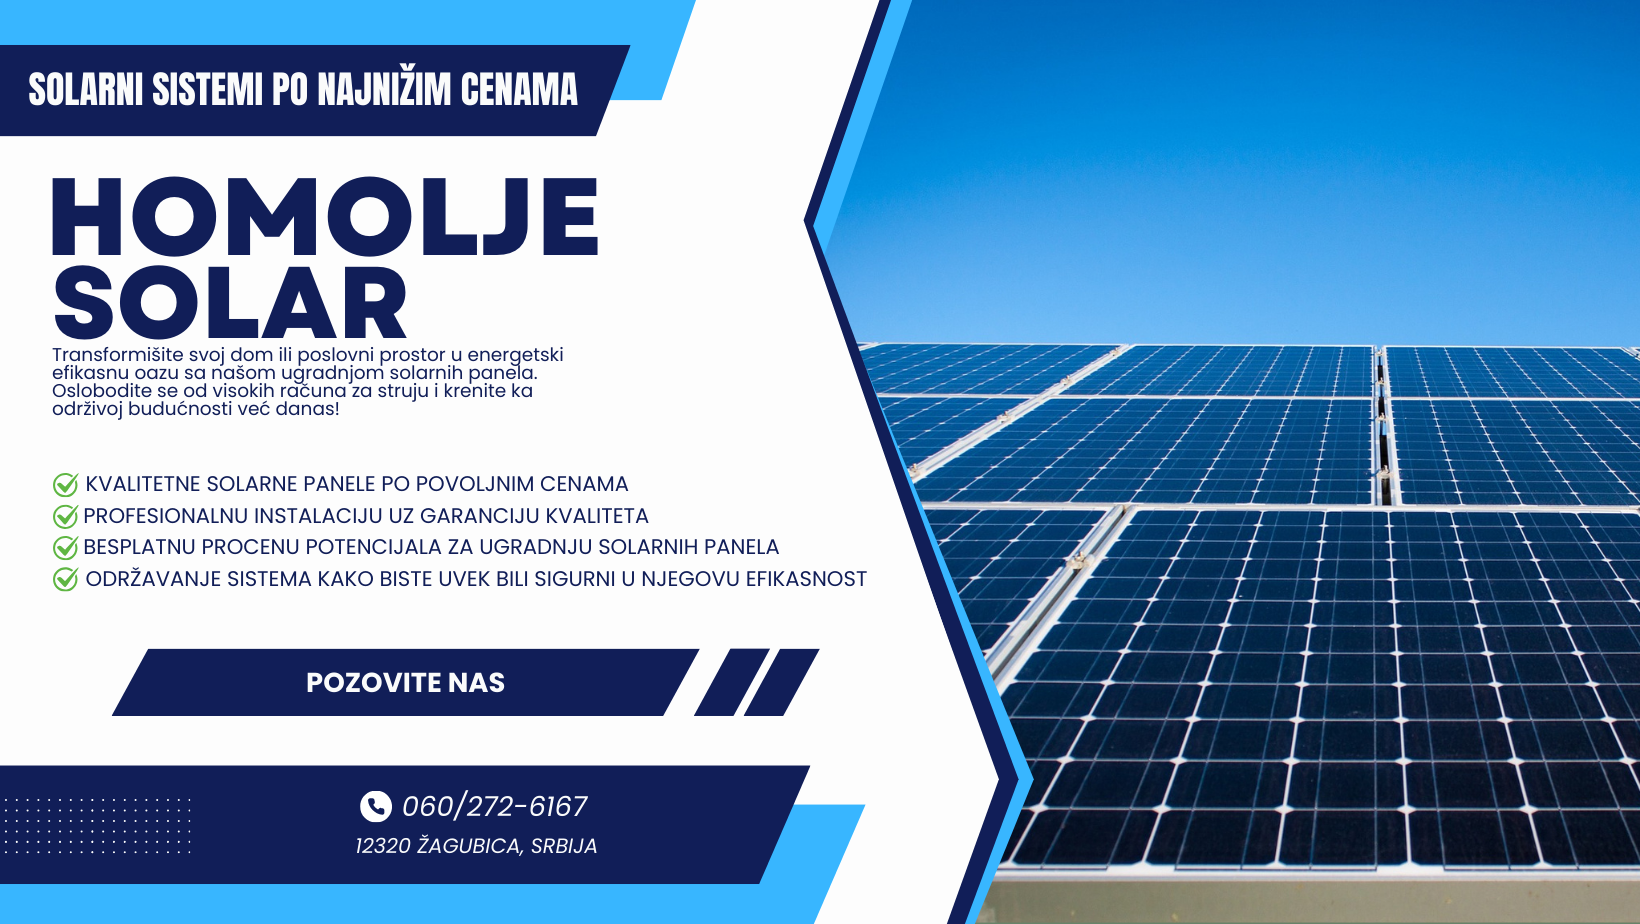 SOLARNI SISTEMI PO NAJNIŽIM CENAMA
HOMOLJE
SOLAR
Transformišite svoj dom ili poslovni prostor u energetski
efikasnu oazu sa našom ugradnjom solarnih panela.
Oslobodite se od visokih računa za struju i krenite ka
održivoj budućnosti već danas!
KVALITETNE SOLARNE PANELE PO POVOLJNIM CENAMA
PROFESIONALNU INSTALACIJU UZ GARANCIJU KVALITETA
BESPLATNU PROCENU POTENCIJALA ZA UGRADNJU SOLARNIH PANELA
ODRŽAVANJE SISTEMA KAKO BISTE UVEK BILI SIGURNI U NJEGOVU EFIKASNOST
POZOVITE NAS
060/272-6167
12320 ŽAGUBICA, SRBIJA